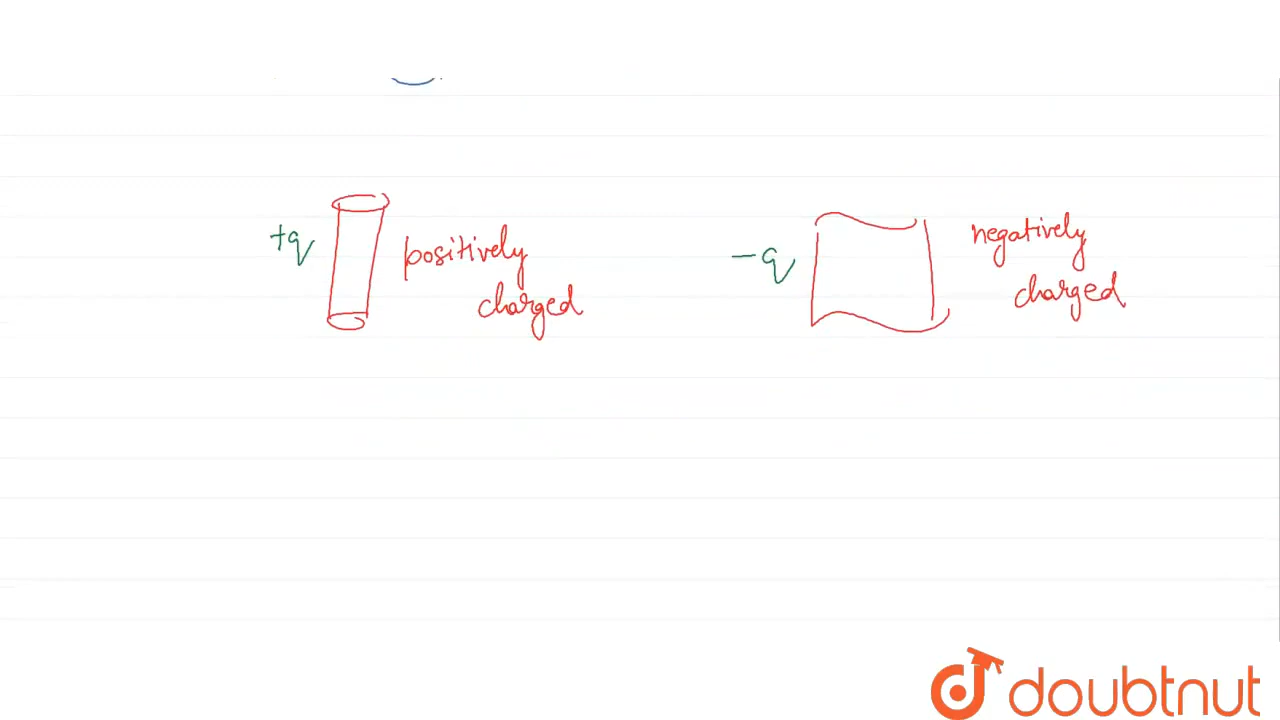 +q
positively
charged
-q
negatively
charged
doubtnut